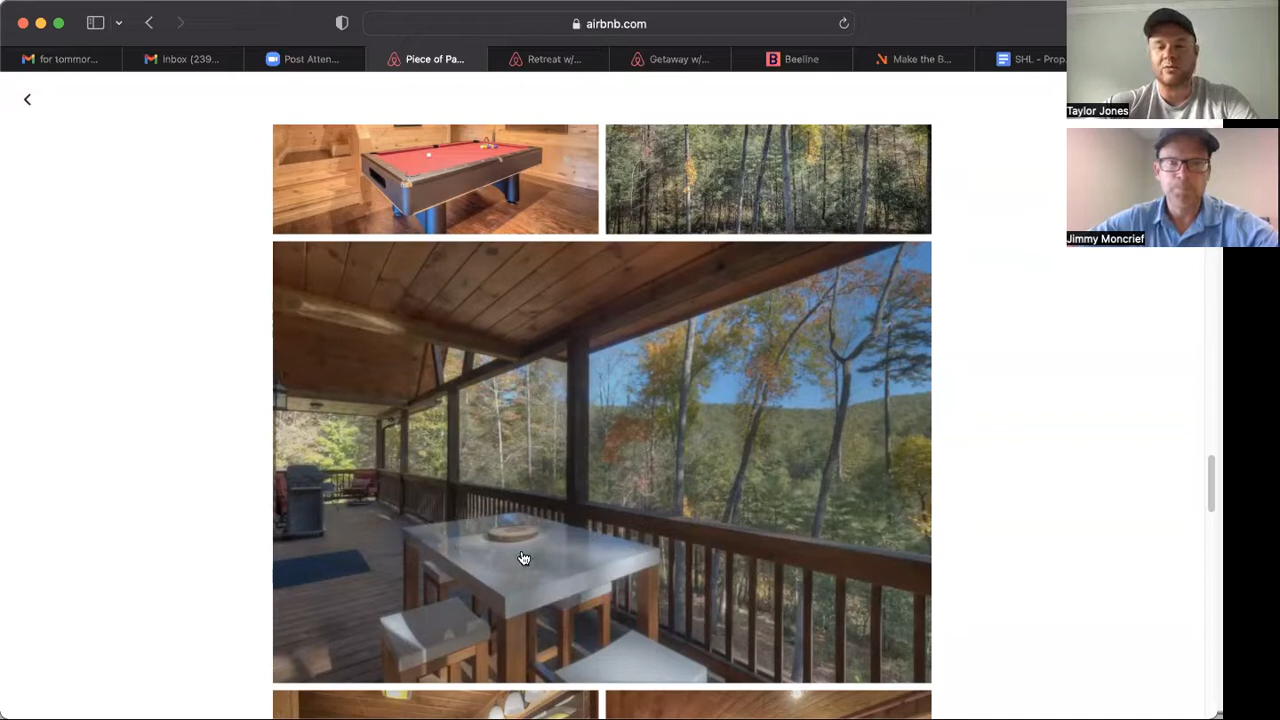 airbnb.com
for tommor...
Inbox (239...
Post Atten...
Piece of Pa...
Retreat w/...
Getaway w/...
Beeline
Make the B...
SHL - Prop.
Taylor Jones
Jimmy Moncrief